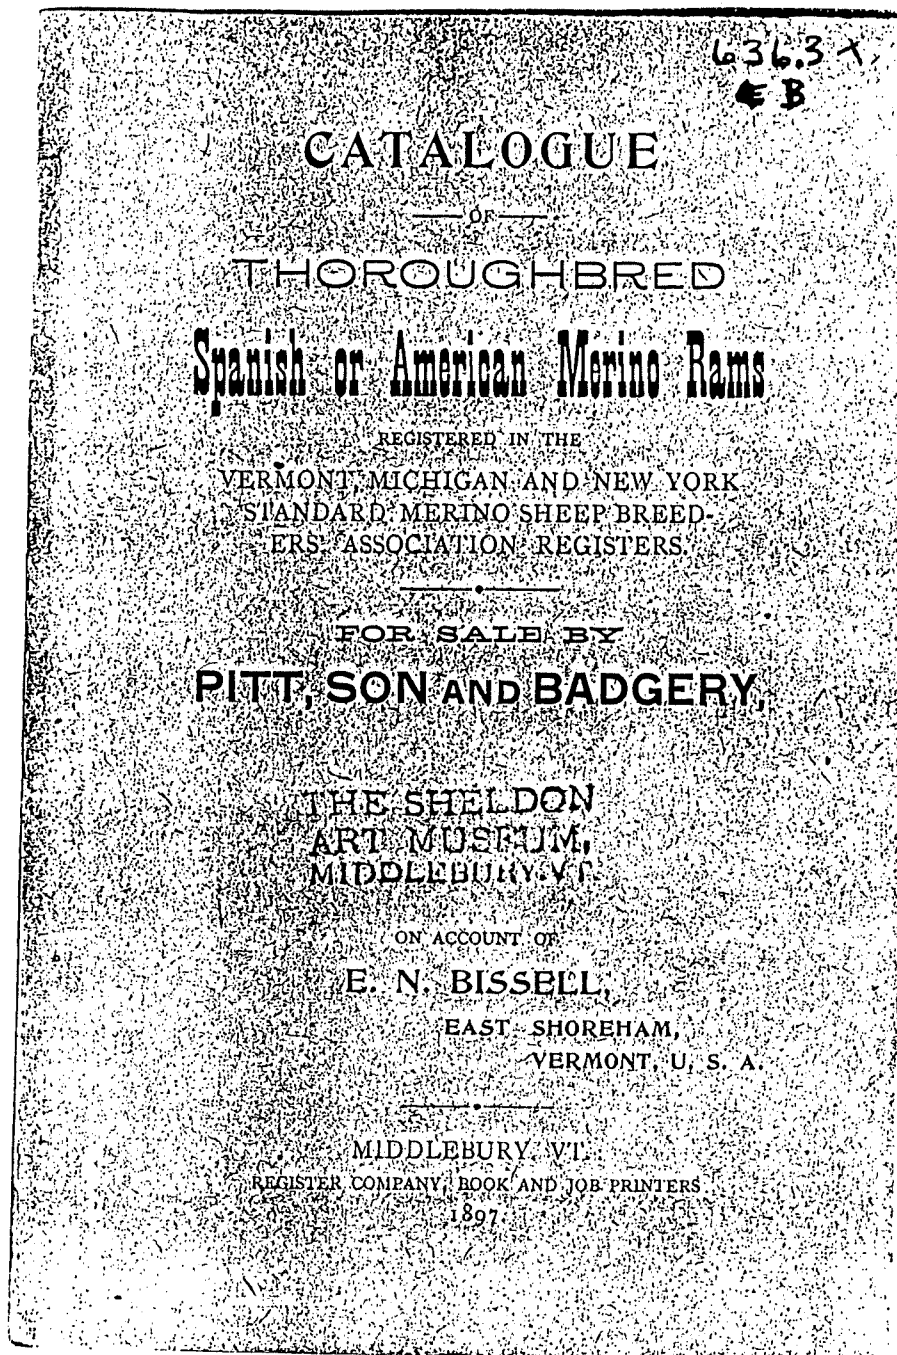 636.3
B
CATALOGUE
OF
THOROUGHBRED
Spanish or American Merino Rams
REGISTERED IN THE
VERMONT, MICHIGAN AND NEW YORK
STANDARD MERINO SHEEP BREED-
ERS' ASSOCIATION REGISTERS.
FOR SALE BY
PITT, SON AND BADGERY,
THE SHELDON
ART MUSEUM,
MIDDLEBURY, VT.
ON ACCOUNT OF
E. N. BISSELL,
EAST SHOREHAM,
VERMONT, U. S. A.
MIDDLEBURY, VT.:
REGISTER COMPANY, BOOK AND JOB PRINTERS
1897.